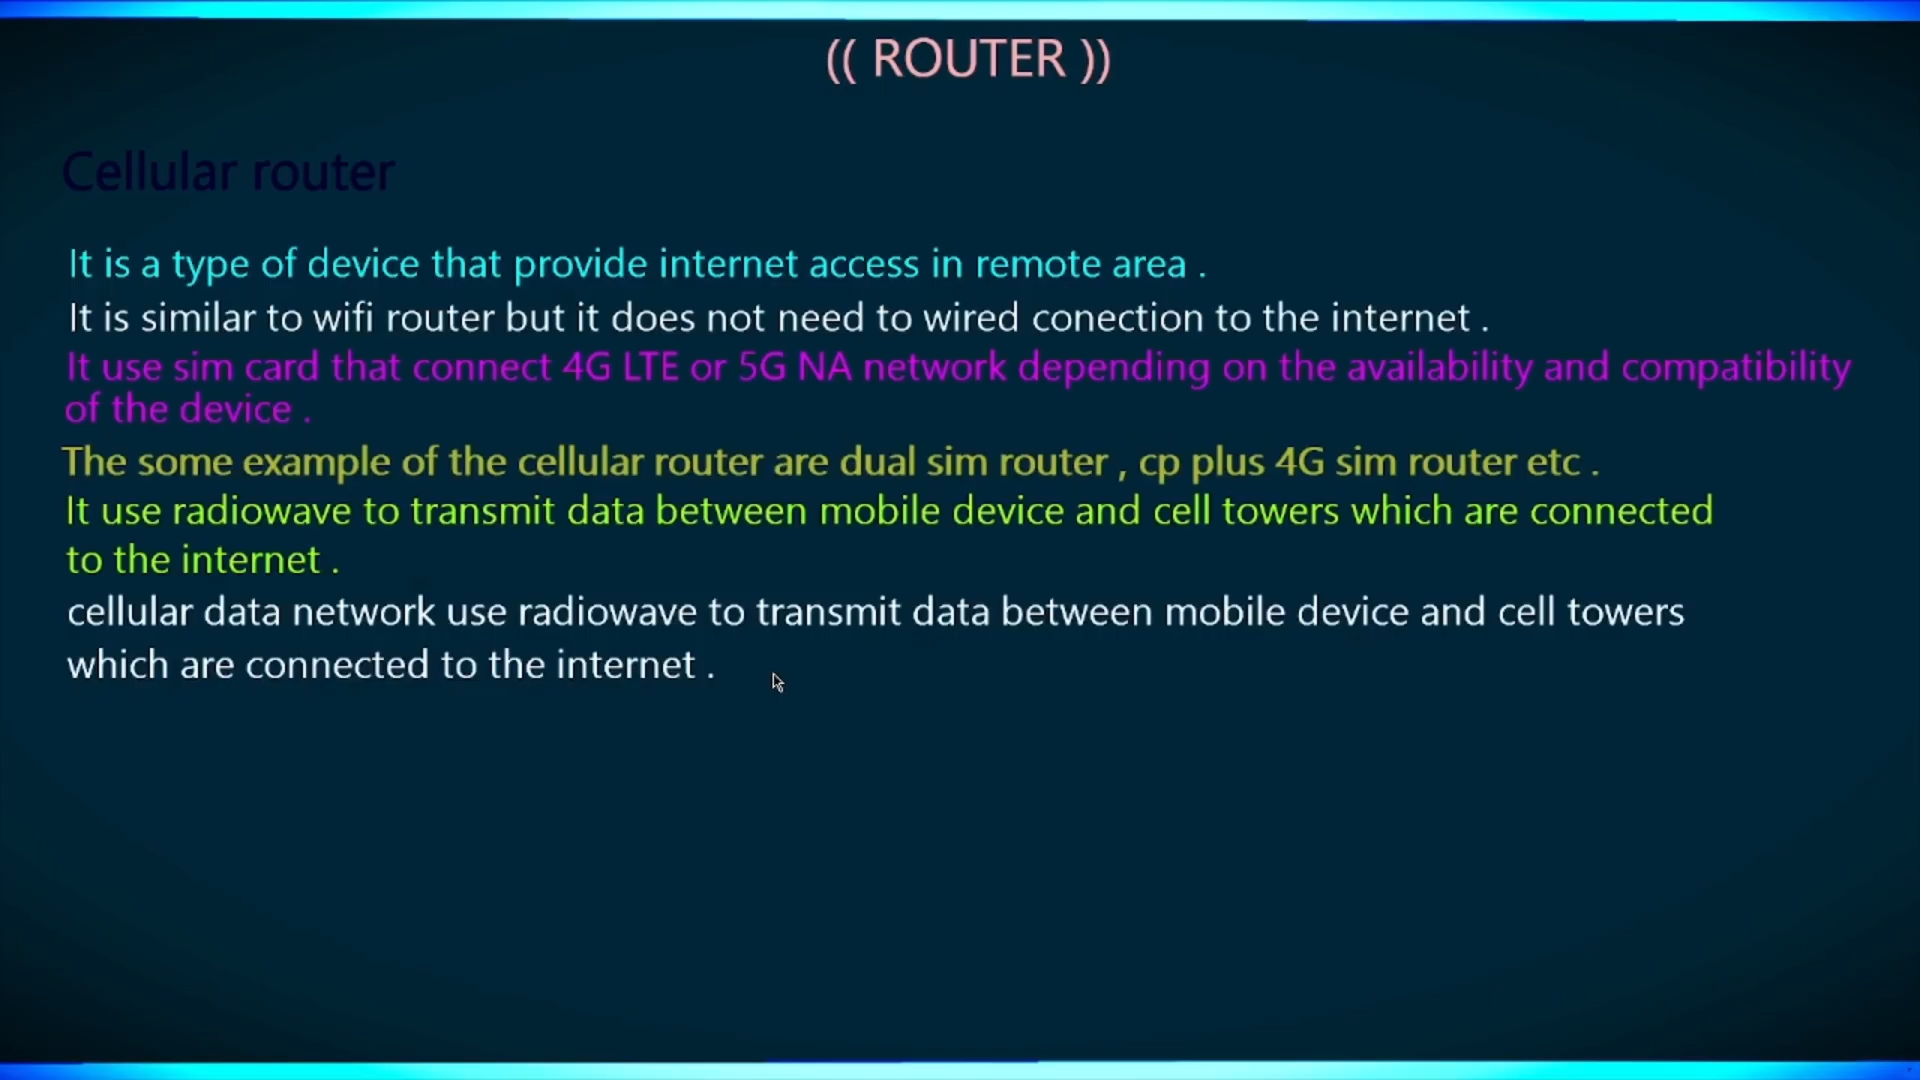 (( ROUTER ))
Cellular router
It is a type of device that provide internet access in remote area .
It is similar to wifi router but it does not need to wired conection to the internet .
It use sim card that connect 4G LTE or 5G NA network depending on the availability and compatibility
of the device .
The some example of the cellular router are dual sim router , cp plus 4G sim router etc .
It use radiowave to transmit data between mobile device and cell towers which are connected
to the internet .
cellular data network use radiowave to transmit data between mobile device and cell towers
which are connected to the internet .